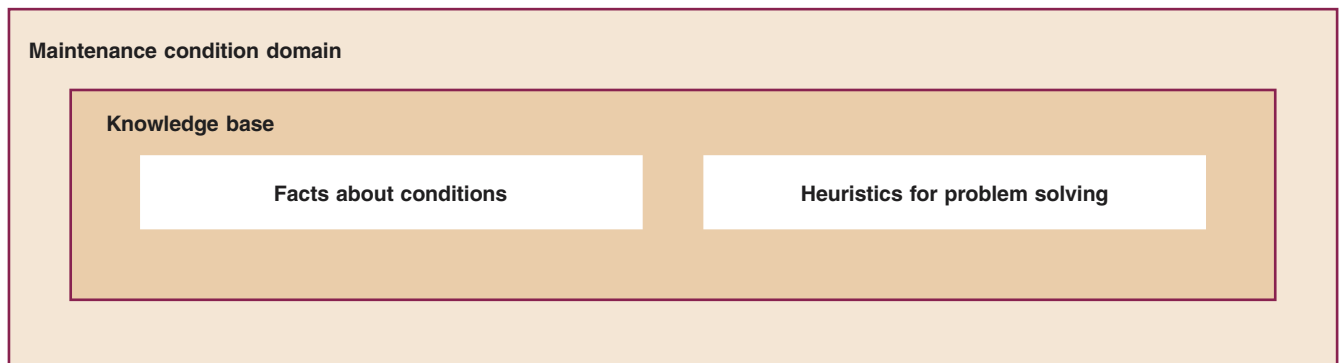 Maintenance condition domain
Knowledge base
Facts about conditions
Heuristics for problem solving